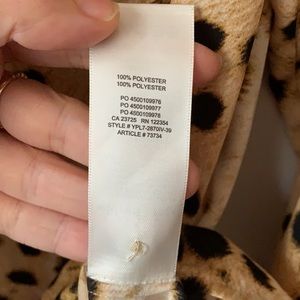 100% POLYESTER
100% POLYESTER
PO 4500109976
PO 4500109977
PO 4500109978
CA 23725 RN 122354
STYLE # YPL7-2870IV-39
ARTICLE # 73734